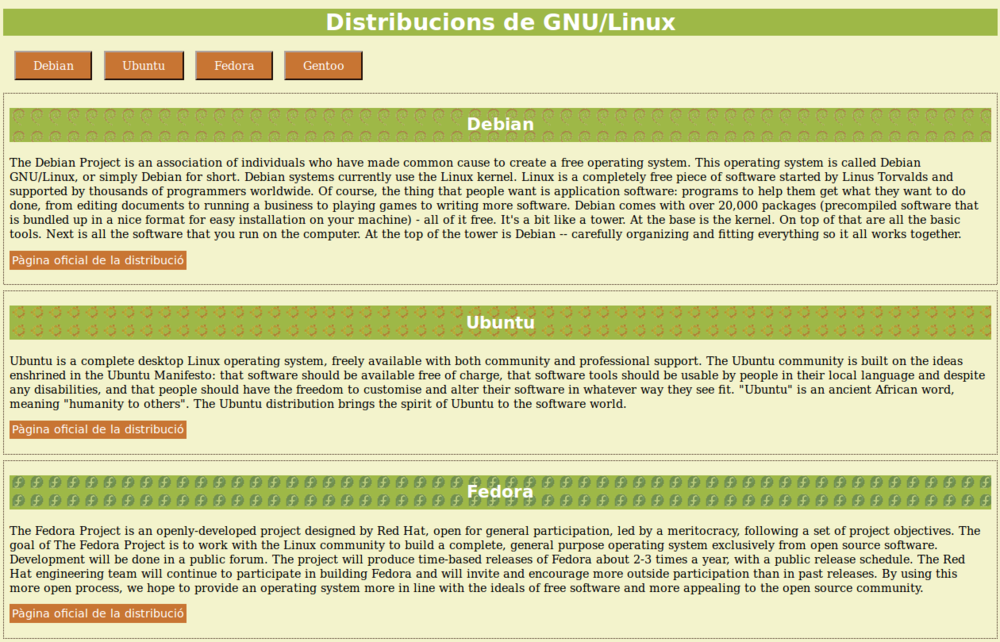 Distribucions de GNU/Linux
Debian
Ubuntu
Fedora
Gentoo
Debian
The Debian Project is an association of individuals who have made common cause to create a free operating system. This operating system is called Debian
GNU/Linux, or simply Debian for short. Debian systems currently use the Linux kernel. Linux is a completely free piece of software started by Linus Torvalds and
supported by thousands of programmers worldwide. Of course, the thing that people want is application software: programs to help them get what they want to do
done, from editing documents to running a business to playing games to writing more software. Debian comes with over 20,000 packages (precompiled software that
is bundled up in a nice format for easy installation on your machine) - all of it free. It's a bit like a tower. At the base is the kernel. On top of that are all the basic
tools. Next is all the software that you run on the computer. At the top of the tower is Debian -- carefully organizing and fitting everything so it all works together.
Pàgina oficial de la distribució
Ubuntu
Ubuntu is a complete desktop Linux operating system, freely available with both community and professional support. The Ubuntu community is built on the ideas
enshrined in the Ubuntu Manifesto: that software should be available free of charge, that software tools should be usable by people in their local language and despite
any disabilities, and that people should have the freedom to customise and alter their software in whatever way they see fit. "Ubuntu" is an ancient African word,
meaning "humanity to others". The Ubuntu distribution brings the spirit of Ubuntu to the software world.
Pàgina oficial de la distribució
Fedora
The Fedora Project is an openly-developed project designed by Red Hat, open for general participation, led by a meritocracy, following a set of project objectives. The
goal of The Fedora Project is to work with the Linux community to build a complete, general purpose operating system exclusively from open source software.
Development will be done in a public forum. The project will produce time-based releases of Fedora about 2-3 times a year, with a public release schedule. The Red
Hat engineering team will continue to participate in building Fedora and will invite and encourage more outside participation than in past releases. By using this
more open process, we hope to provide an operating system more in line with the ideals of free software and more appealing to the open source community.
Pàgina oficial de la distribució